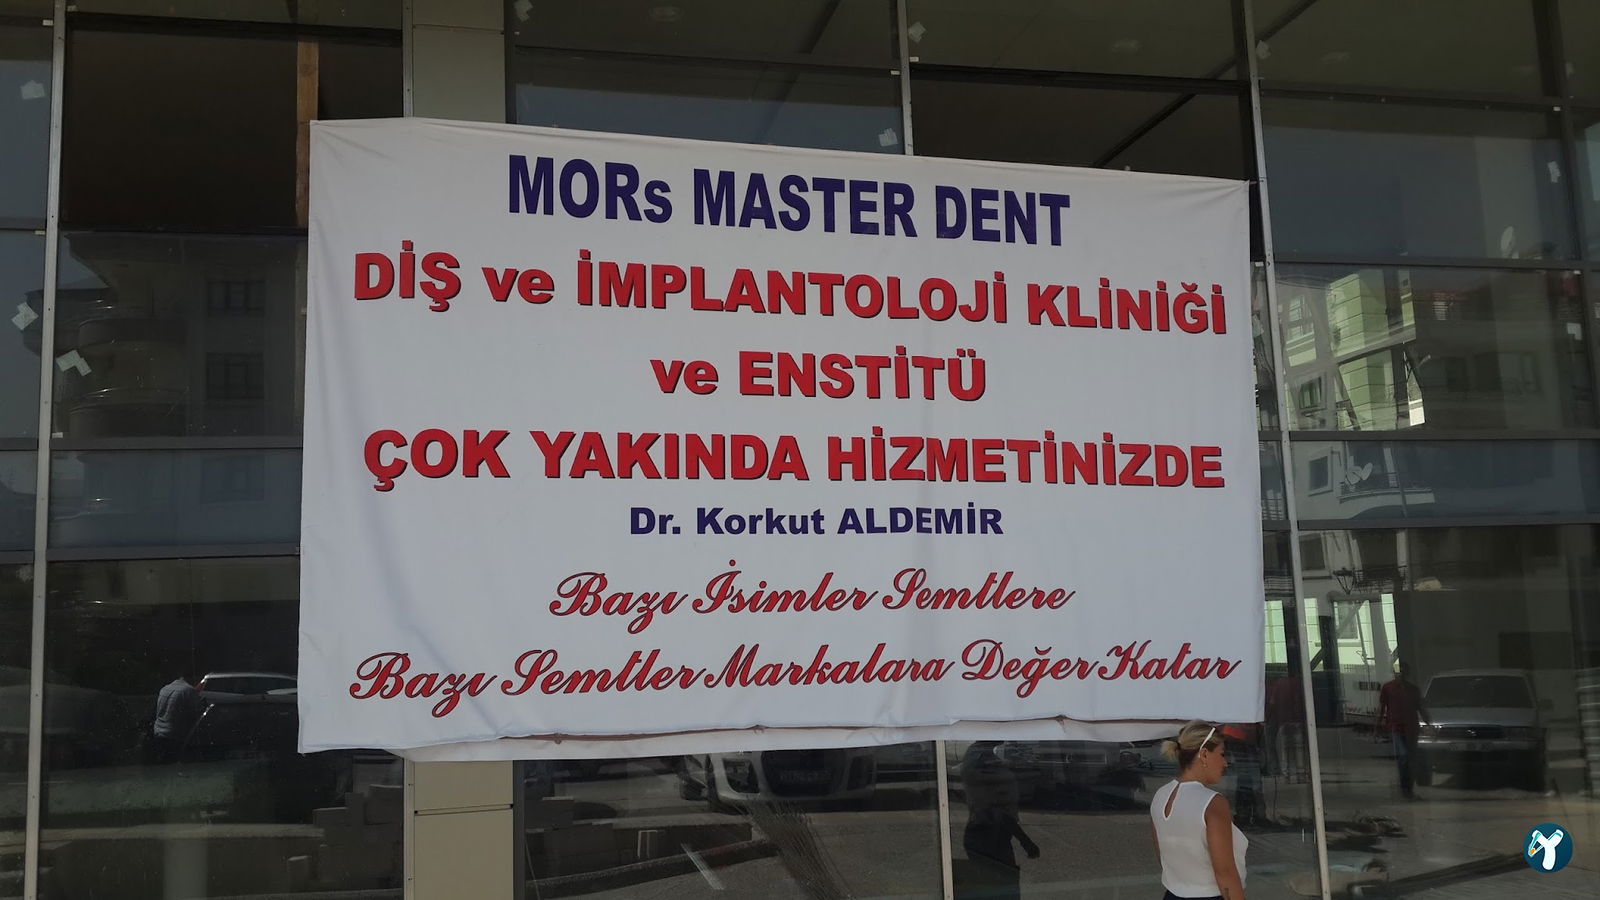 MORs MASTER DENT
DİŞ ve İMPLANTOLOJİ KLİNİĞİ
ve ENSTİTÜ
ÇOK YAKINDA HİZMETİNİZDE
Dr. Korkut ALDEMİR
Bazı İsimler Semtlere
Bazı Semtler Markalara Değer Katar